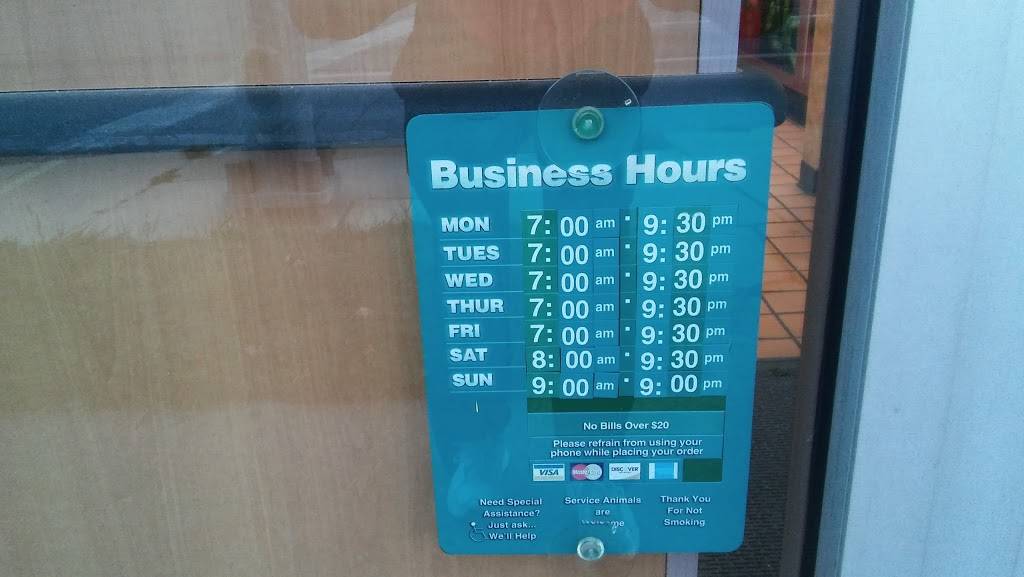 Business Hours
MON 7:00 am - 9:30 pm
TUES 7:00 am - 9:30 pm
WED 7:00 am - 9:30 pm
THUR 7:00 am - 9:30 pm
FRI 7:00 am - 9:30 pm
SAT 8:00 am - 9:30 pm
SUN 9:00 am - 9:00 pm
No Bills Over $20
Please refrain from using your
phone while placing your order
VISA MasterCard DISCOVER
Need Special
Assistance?
Just ask...
We'll Help
Service Animals
are
Thank You
For Not
Smoking